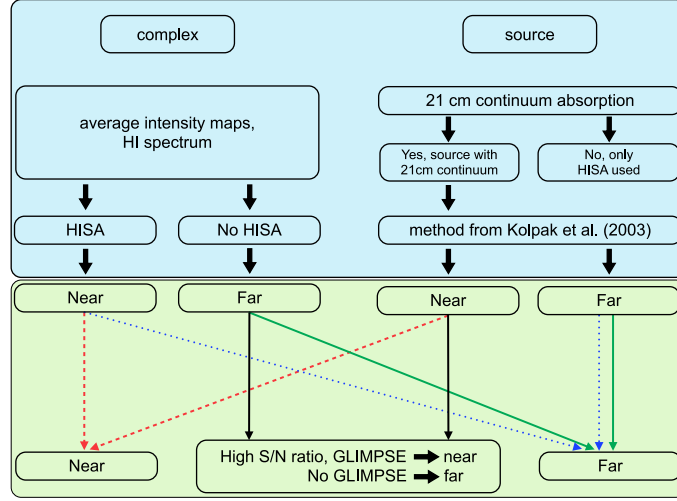 complex
source
average intensity maps,
HI spectrum
21 cm continuum absorption
Yes, source with
21cm continuum
No, only
HISA used
HISA
No HISA
method from Kolpak et al. (2003)
Near
Far
Near
Far
Near
High S/N ratio, GLIMPSE near
No GLIMPSE far
Far